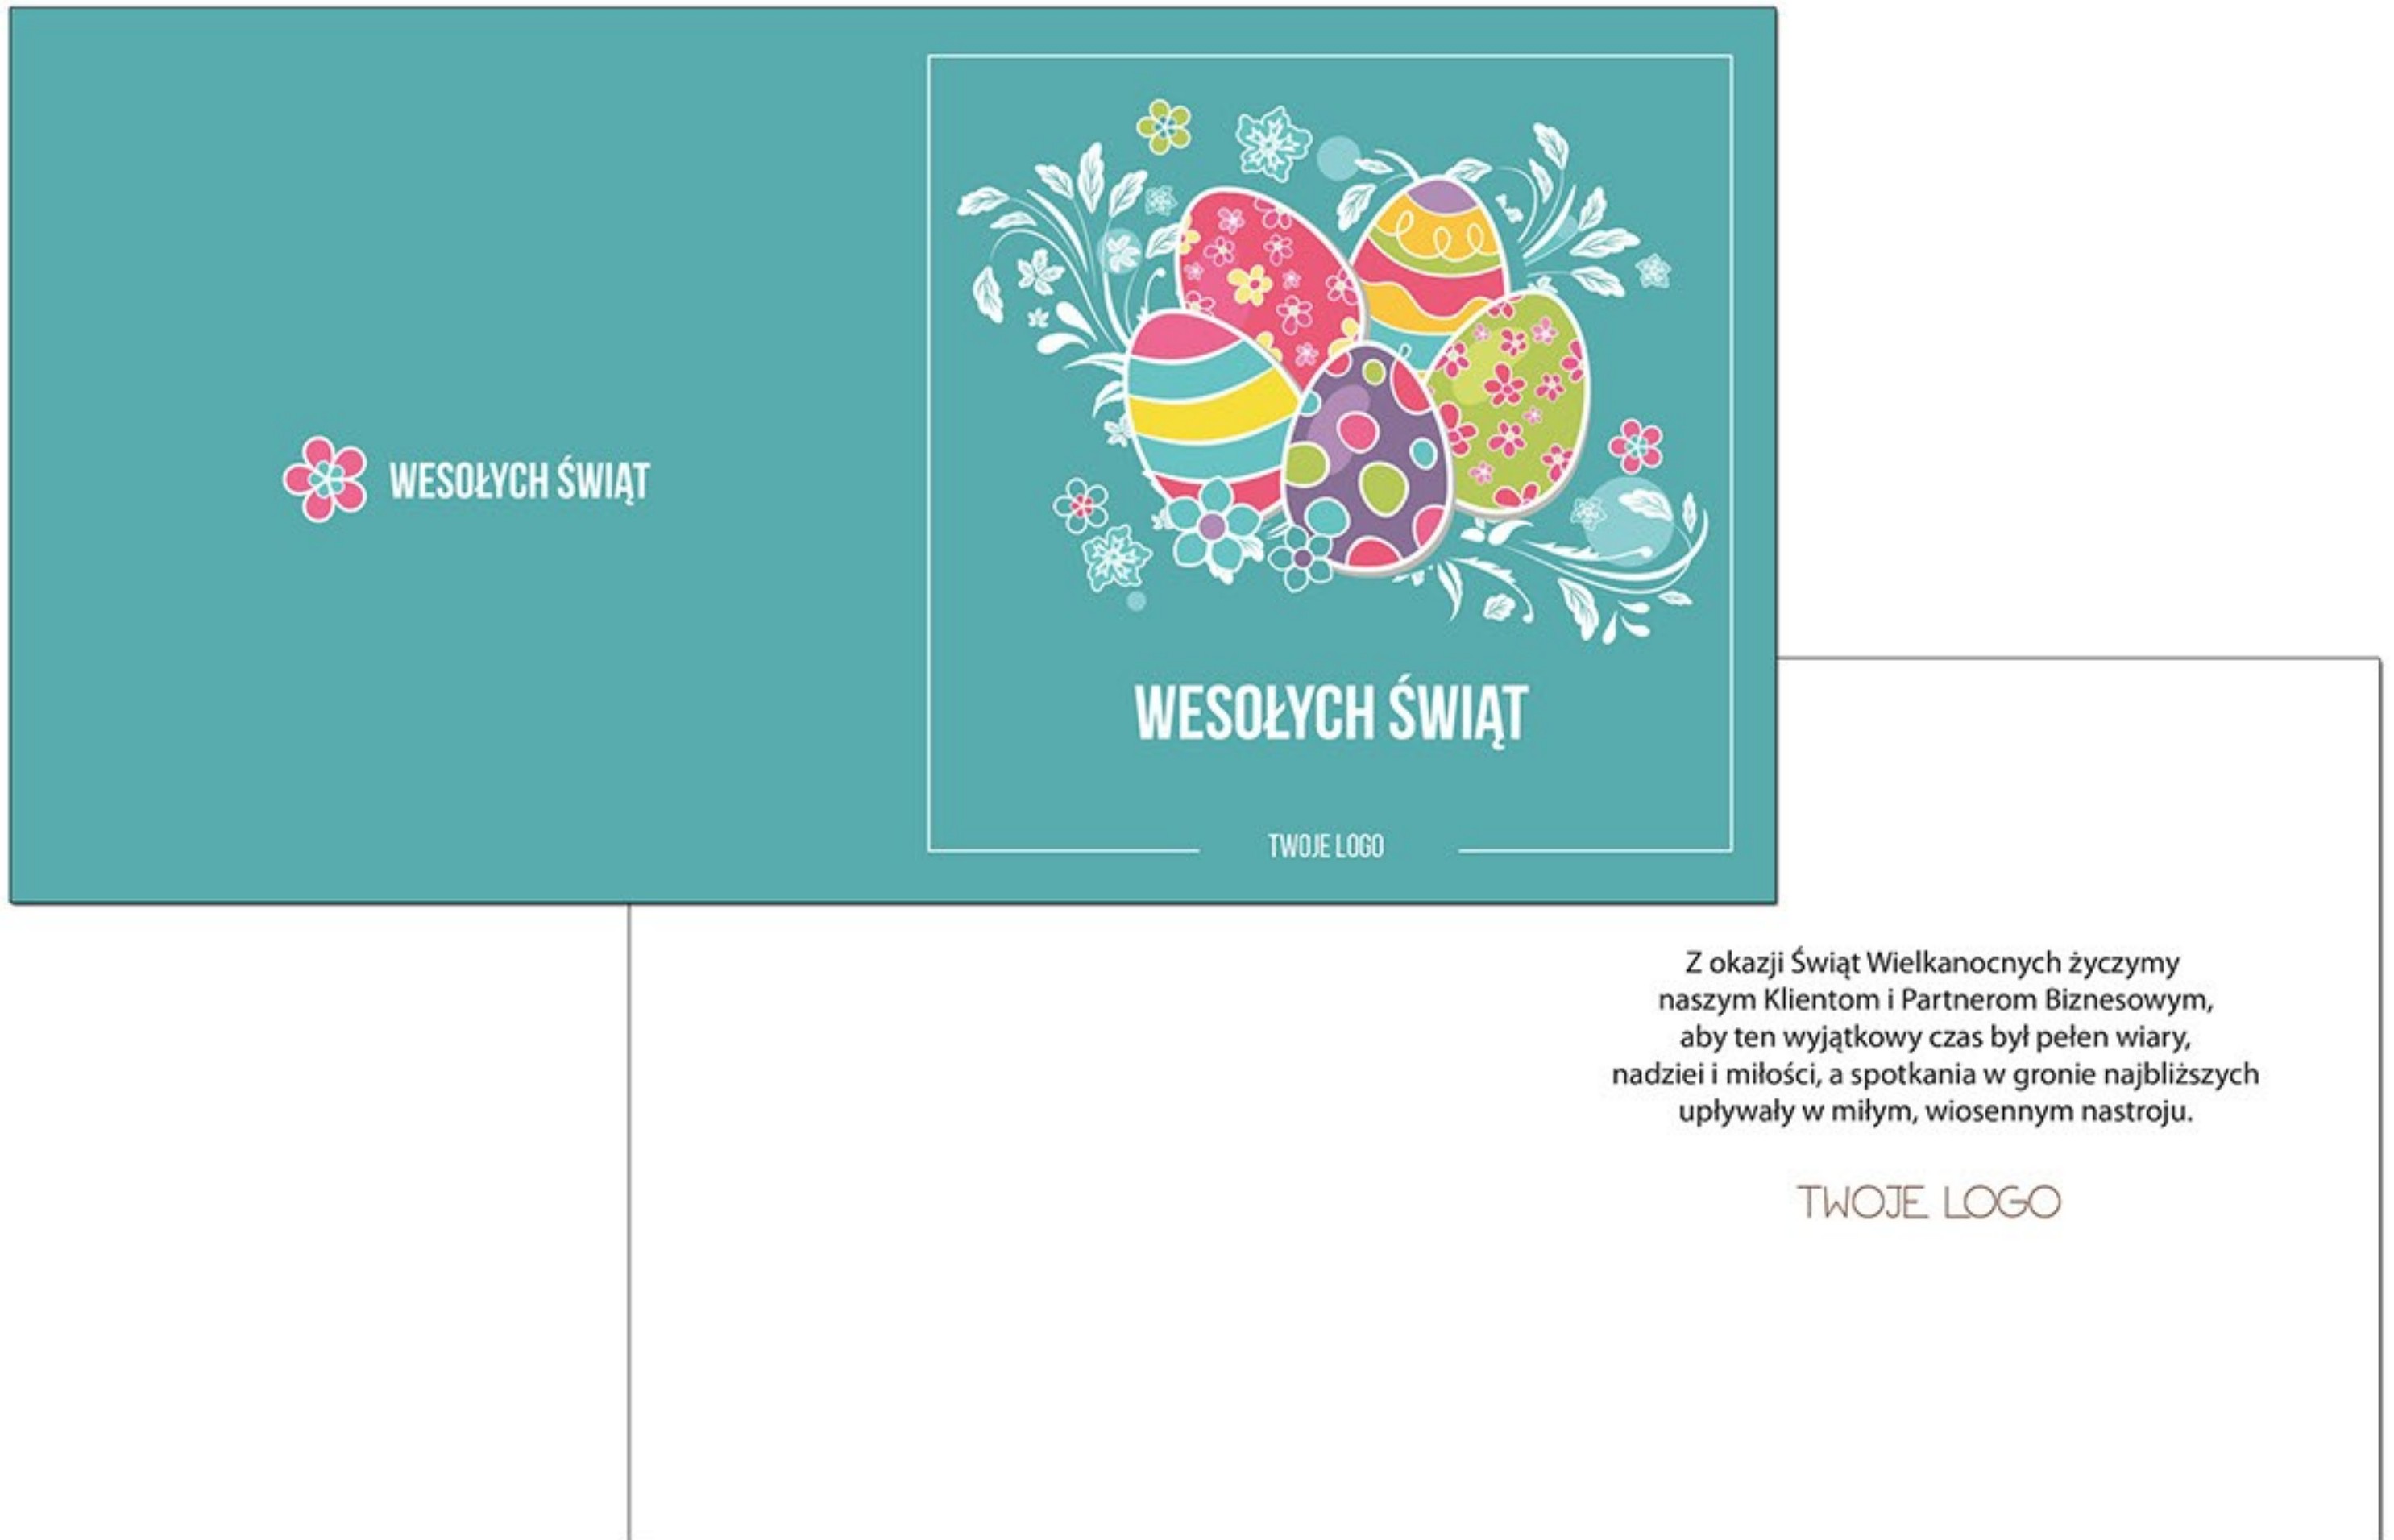 WESOŁYCH ŚWIĄT
WESOŁYCH ŚWIĄT
TWOJE LOGO
Z okazji Świąt Wielkanocnych życzymy
naszym Klientom i Partnerom Biznesowym,
aby ten wyjątkowy czas był pełen wiary,
nadziei i miłości, a spotkania w gronie najbliższych
upływały w miłym, wiosennym nastroju.
TWOJE LOGO